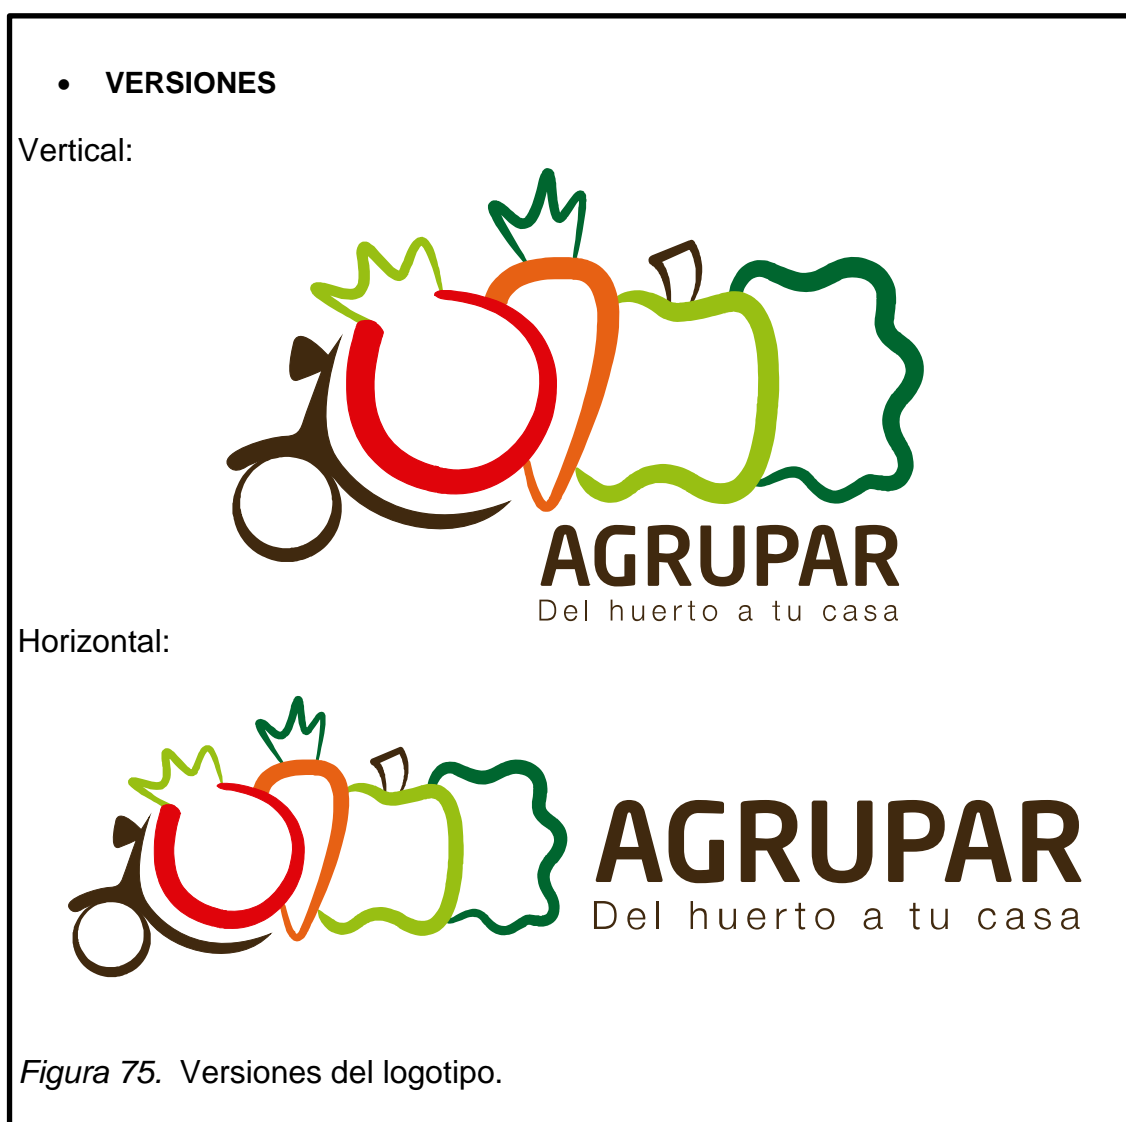 • VERSIONES
Vertical:
AGRUPAR
Del huerto a tu casa
Horizontal:
AGRUPAR
Del huerto a tu casa
Figura 75. Versiones del logotipo.